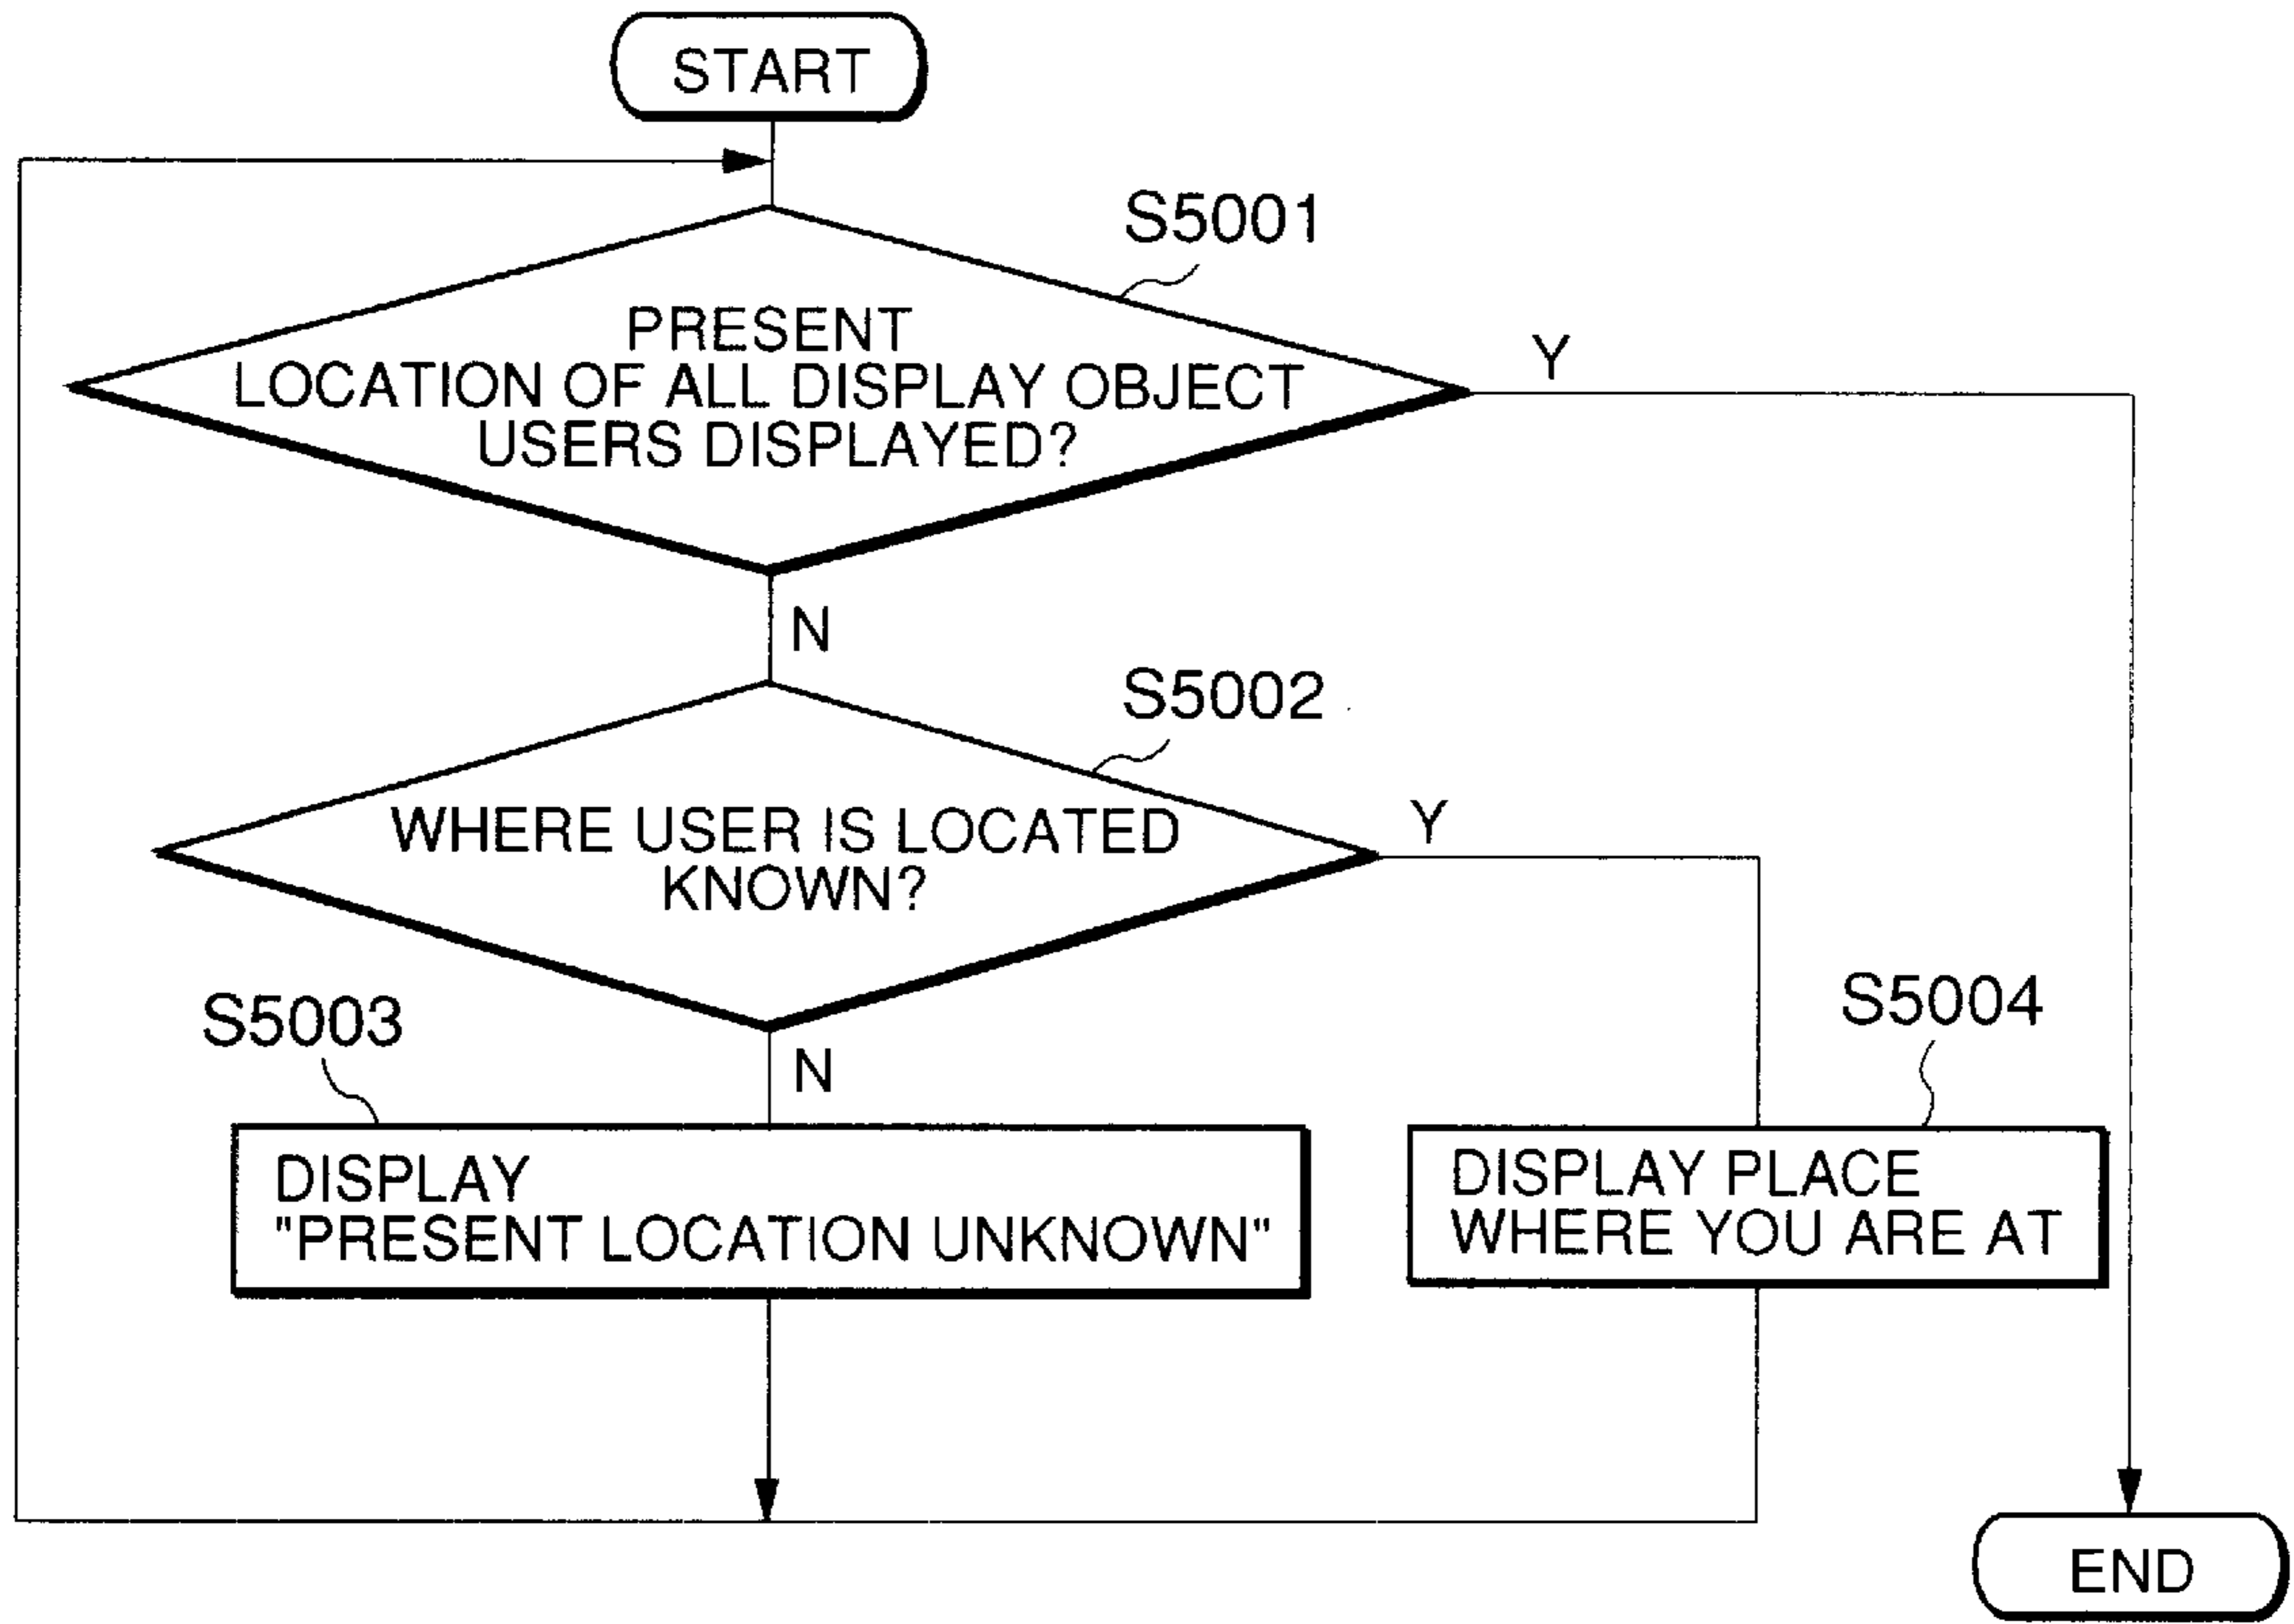 START
S5001
PRESENT
LOCATION OF ALL DISPLAY OBJECT
USERS DISPLAYED?
Y
N
S5002
WHERE USER IS LOCATED
KNOWN?
Y
N
S5003
DISPLAY
"PRESENT LOCATION UNKNOWN"
S5004
DISPLAY PLACE
WHERE YOU ARE AT
END